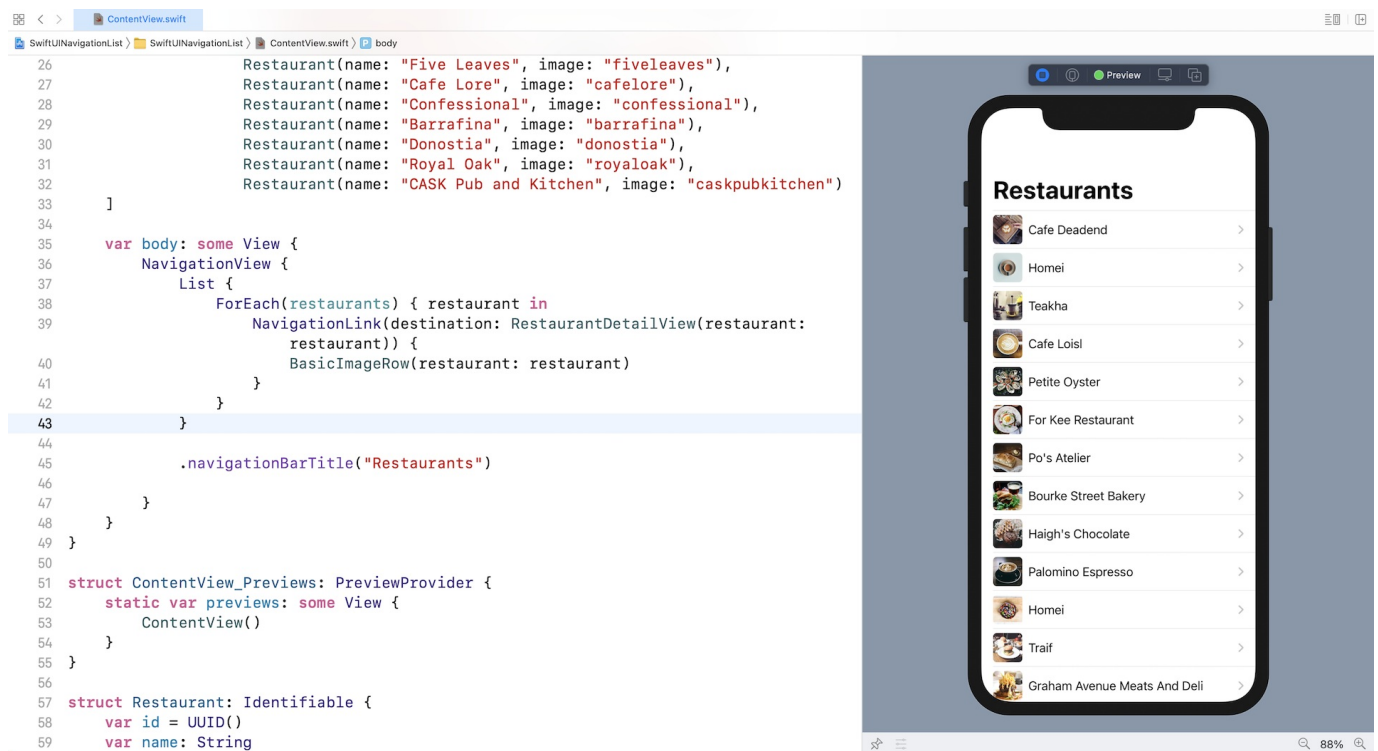 ContentView.swift
SwiftUINavigationList 〉 SwiftUINavigationList 〉 ContentView.swift 〉 P body
26 Restaurant(name: "Five Leaves", image: "fiveleaves"),
27 Restaurant(name: "Cafe Lore", image: "cafelore"),
28 Restaurant(name: "Confessional", image: "confessional"),
29 Restaurant(name: "Barrafina", image: "barrafina"),
30 Restaurant(name: "Donostia", image: "donostia"),
31 Restaurant(name: "Royal Oak", image: "royaloak"),
32 Restaurant(name: "CASK Pub and Kitchen", image: "caskpubkitchen")
33 ]
34
35 var body: some View {
36 NavigationView {
37 List {
38 ForEach(restaurants) { restaurant in
39 NavigationLink(destination: RestaurantDetailView(restaurant:
restaurant)) {
40 BasicImageRow(restaurant: restaurant)
41 }
42 }
43 }
44
45 .navigationBarTitle("Restaurants")
46
47 }
48 }
49 }
50
51 struct ContentView_Previews: PreviewProvider {
52 static var previews: some View {
53 ContentView()
54 }
55 }
56
57 struct Restaurant: Identifiable {
58 var id = UUID()
59 var name: String
Preview
Restaurants
Cafe Deadend
Homei
Teakha
Cafe Loisl
Petite Oyster
For Kee Restaurant
Po's Atelier
Bourke Street Bakery
Haigh's Chocolate
Palomino Espresso
Homei
Traif
Graham Avenue Meats And Deli
88%